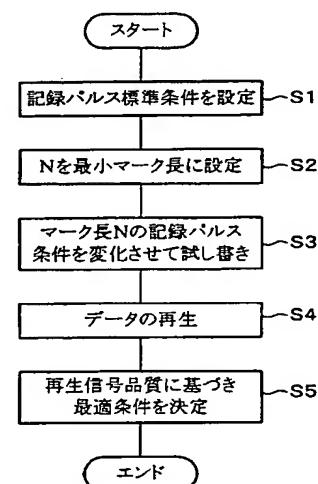 スタート
記録パルス標準条件を設定
S1
Nを最小マーク長に設定
S2
マーク長Nの記録パルス
条件を変化させて試し書き
S3
データの再生
S4
再生信号品質に基づき
最適条件を決定
S5
エンド